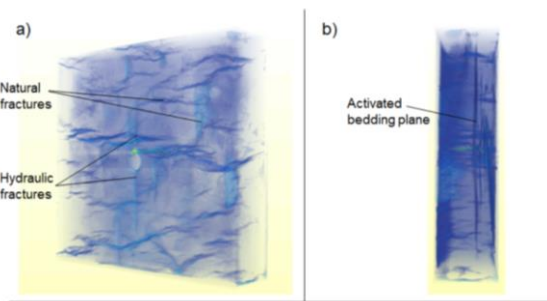 a)
Natural
fractures
Hydraulic
fractures
b)
Activated
bedding plane